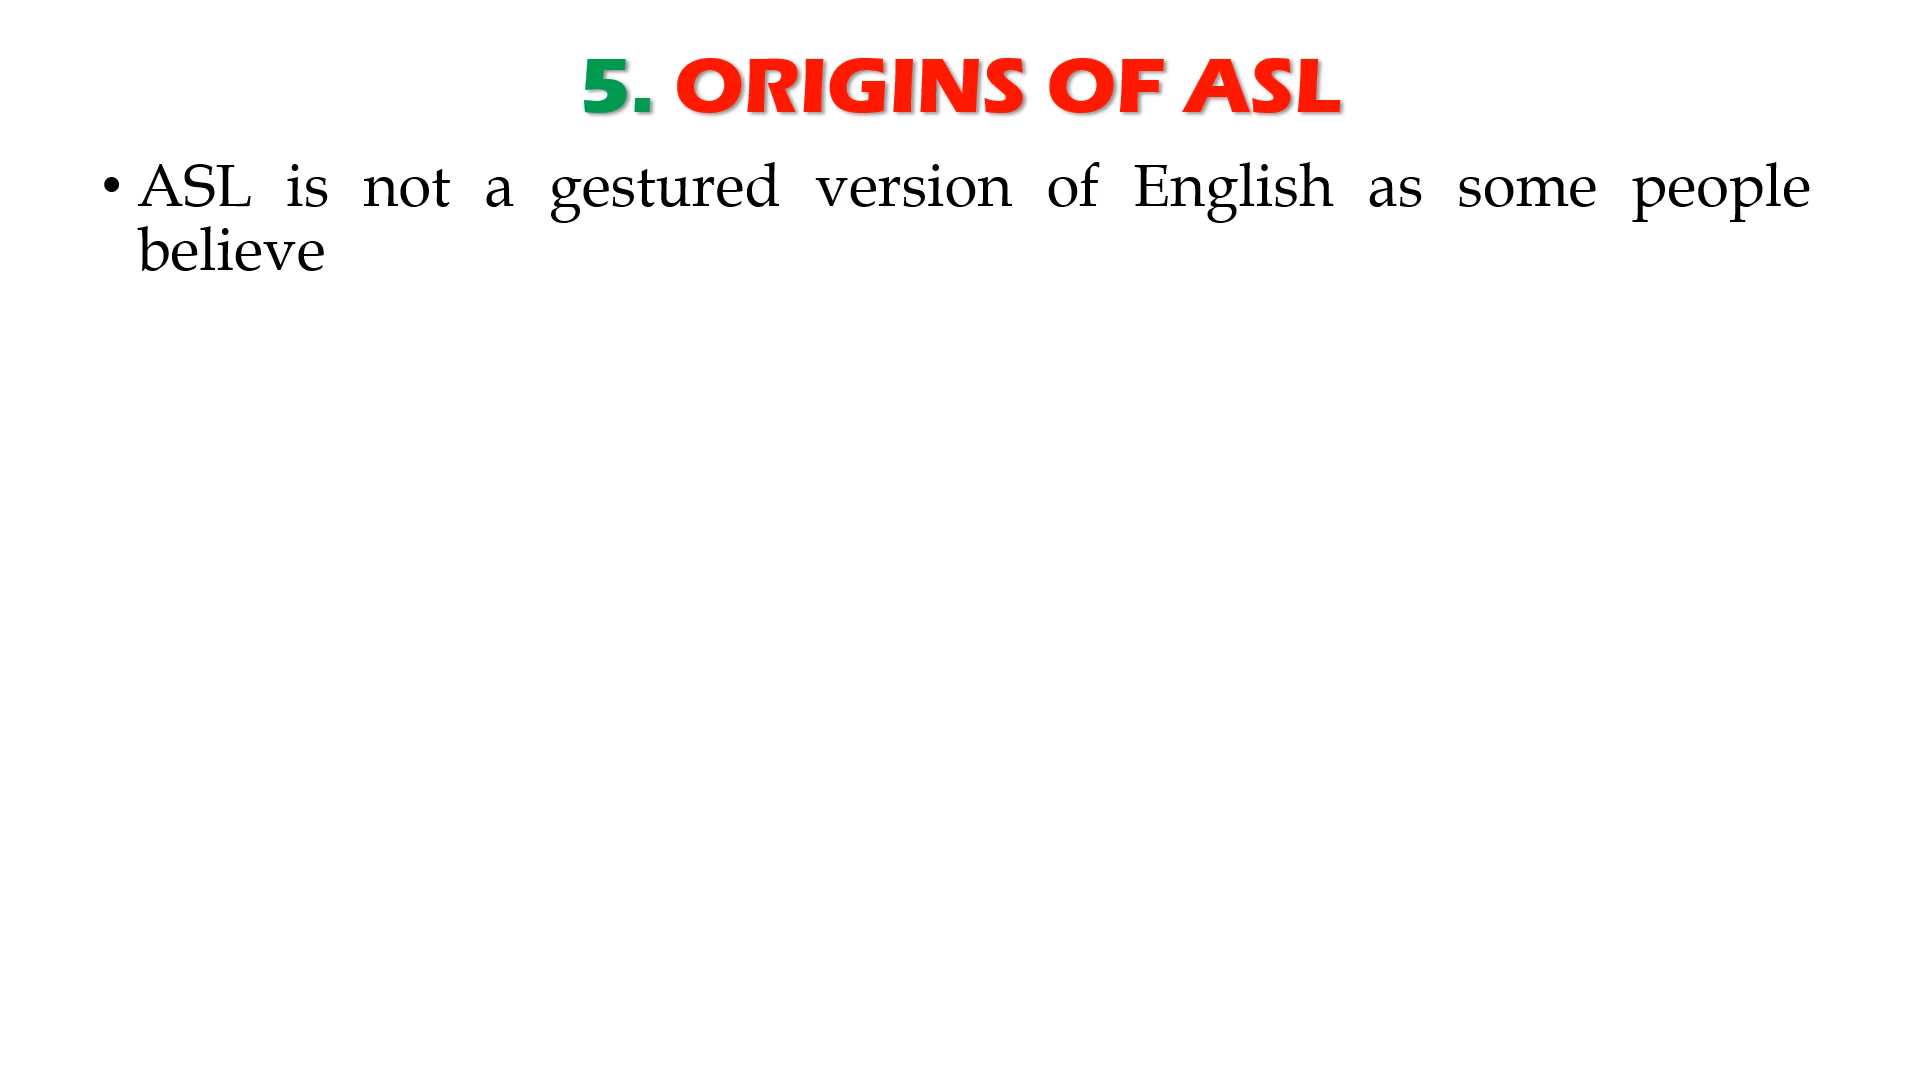 5. ORIGINS OF ASL
• ASL is not a gestured version of English as some people
believe